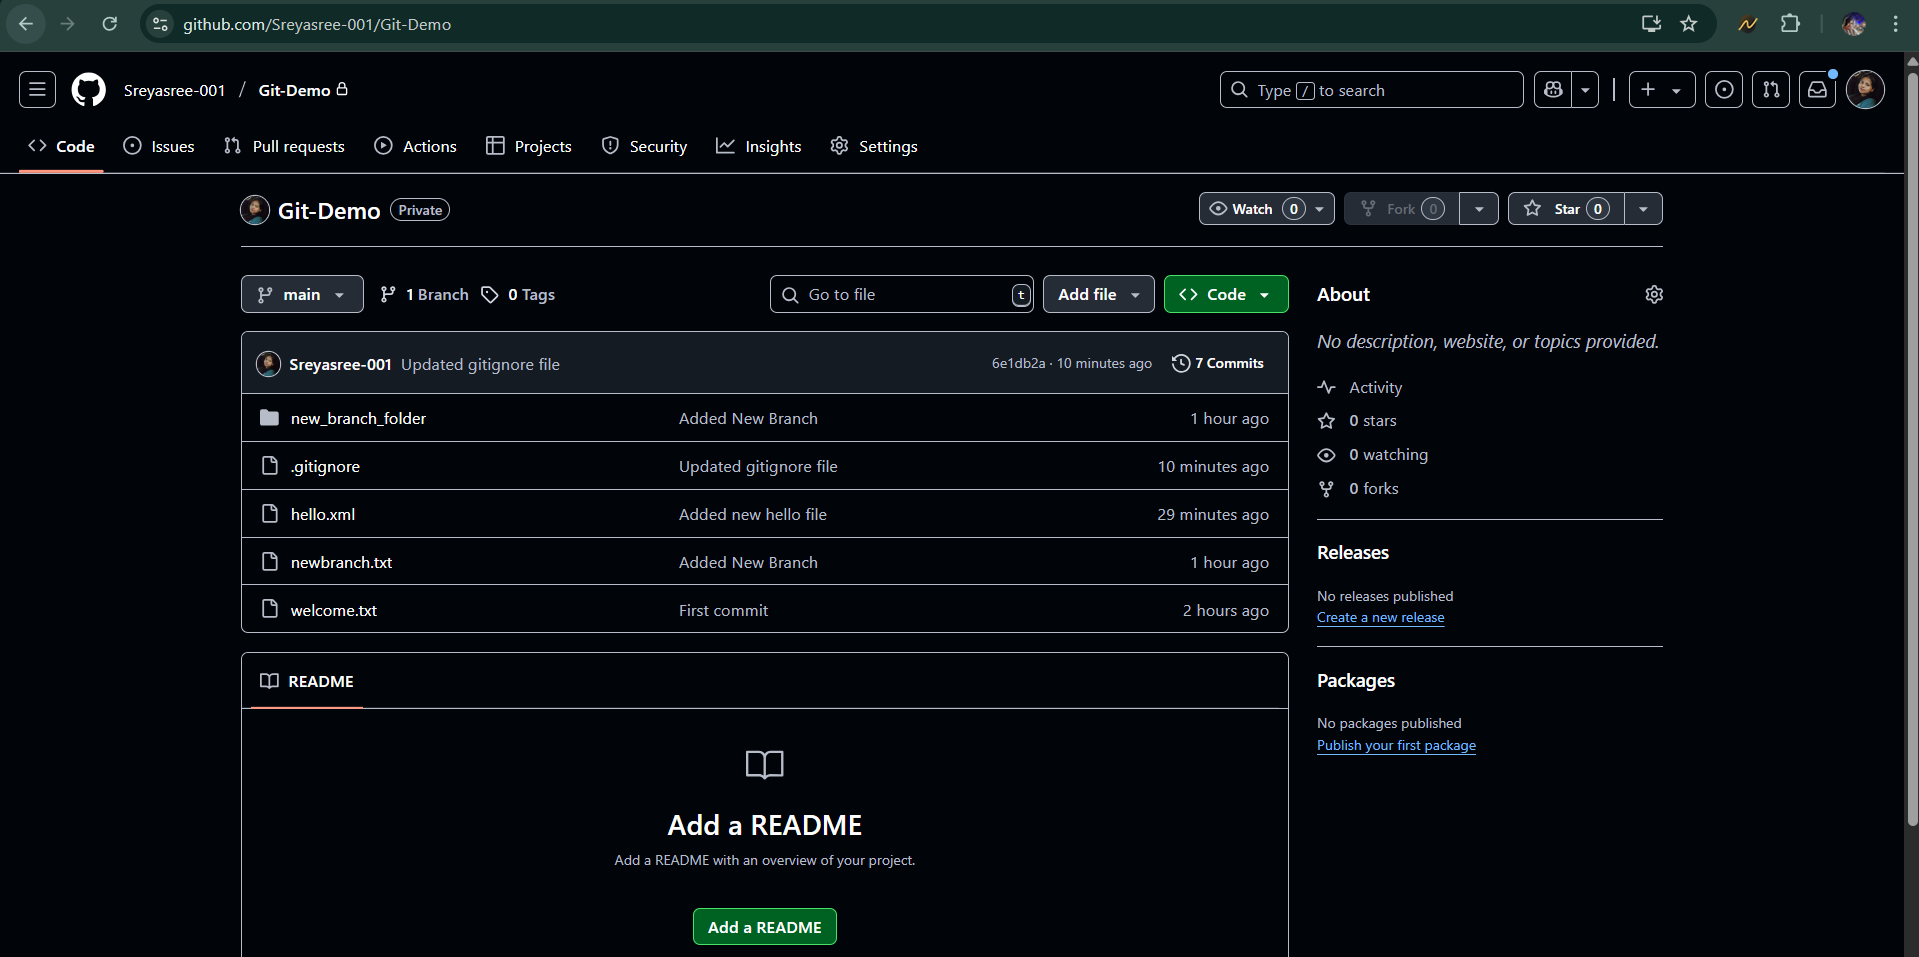 github.com/Sreyasree-001/Git-Demo
Sreyasree-001 / Git-Demo
Type / to search
Code Issues Pull requests Actions Projects Security Insights Settings
Git-Demo Private
Watch 0 Fork 0 Star 0
main 1 Branch 0 Tags Go to file t Add file Code
Sreyasree-001 Updated gitignore file 6e1db2a · 10 minutes ago 7 Commits
new_branch_folder Added New Branch 1 hour ago
.gitignore Updated gitignore file 10 minutes ago
hello.xml Added new hello file 29 minutes ago
newbranch.txt Added New Branch 1 hour ago
welcome.txt First commit 2 hours ago
README
Add a README
Add a README with an overview of your project.
Add a README
About
No description, website, or topics provided.
Activity
0 stars
0 watching
0 forks
Releases
No releases published
Create a new release
Packages
No packages published
Publish your first package